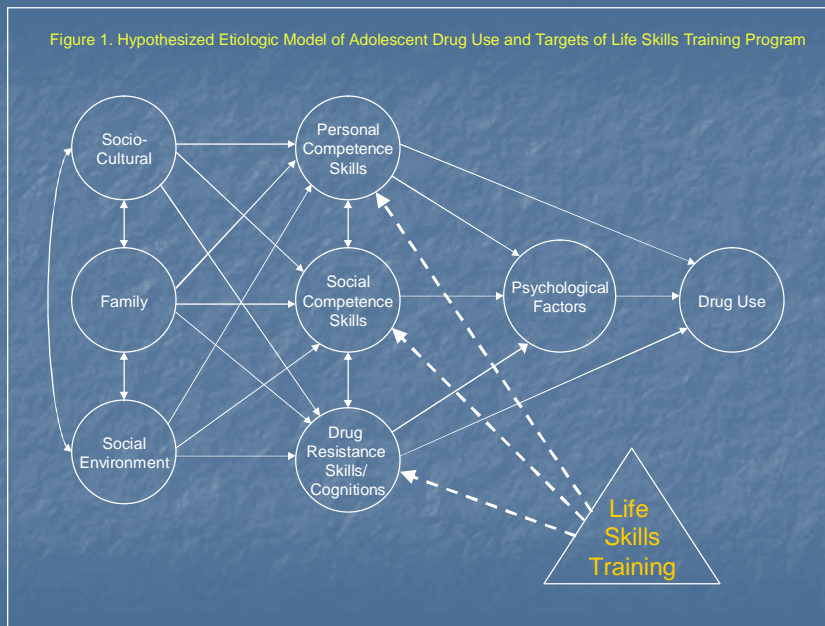 Figure 1. Hypothesized Etiologic Model of Adolescent Drug Use and Targets of Life Skills Training Program
Socio-
Cultural
Personal
Competence
Skills
Family
Social
Competence
Skills
Psychological
Factors
Drug Use
Social
Environment
Drug
Resistance
Skills/
Cognitions
Life
Skills
Training